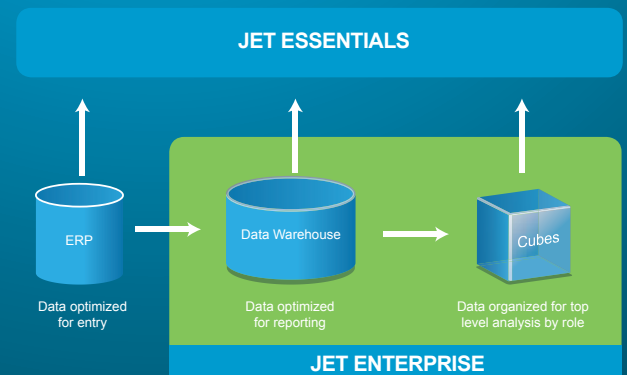 JET ESSENTIALS
ERP
Data Warehouse
Cubes
Data optimized
for entry
Data optimized
for reporting
Data organized for top
level analysis by role
JET ENTERPRISE